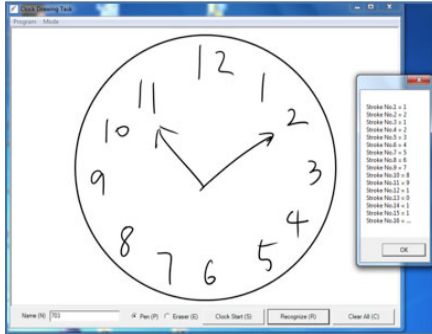 Clock Drawing Task
Program Mode
12
1
2
3
4
5
6
7
8
9
10
11
Stroke No.1 = 1
Stroke No.2 = 2
Stroke No.3 = 1
Stroke No.4 = 2
Stroke No.5 = 3
Stroke No.6 = 4
Stroke No.7 = 5
Stroke No.8 = 6
Stroke No.9 = 7
Stroke No.10 = 8
Stroke No.11 = 9
Stroke No.12 = 1
Stroke No.13 = 0
Stroke No.14 = 1
Stroke No.15 = 1
Stroke No.16 = ...
OK
Name (N) 703 Pen (P) Eraser (E) Clock Start (S) Recognize (R) Clear All (C)